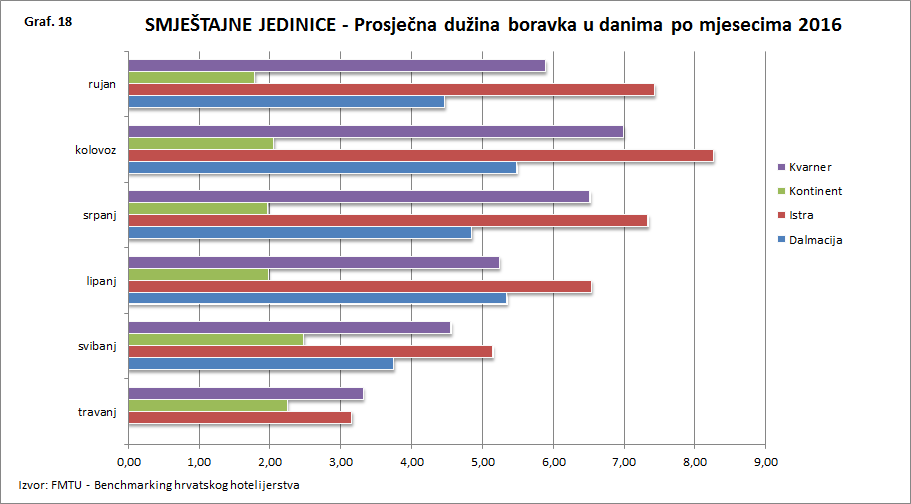 Graf. 18
SMJEŠTAJNE JEDINICE - Prosječna dužina boravka u danima po mjesecima 2016
rujan
kolovoz
srpanj
lipanj
svibanj
travanj
Kvarner
Kontinent
Istra
Dalmacija
0,00 1,00 2,00 3,00 4,00 5,00 6,00 7,00 8,00 9,00
Izvor: FMTU - Benchmarking hrvatskog hotelijerstva